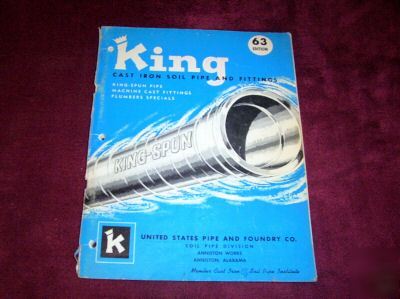 King
63
EDITION
CAST IRON SOIL PIPE AND FITTINGS
KING-SPUN PIPE
MACHINE CAST FITTINGS
PLUMBERS SPECIALS
KING-SPUN
k
UNITED STATES PIPE AND FOUNDRY CO.
SOIL PIPE DIVISION
ANNISTON WORKS
ANNISTON, ALABAMA
Member Cast Iron Soil Pipe Institute